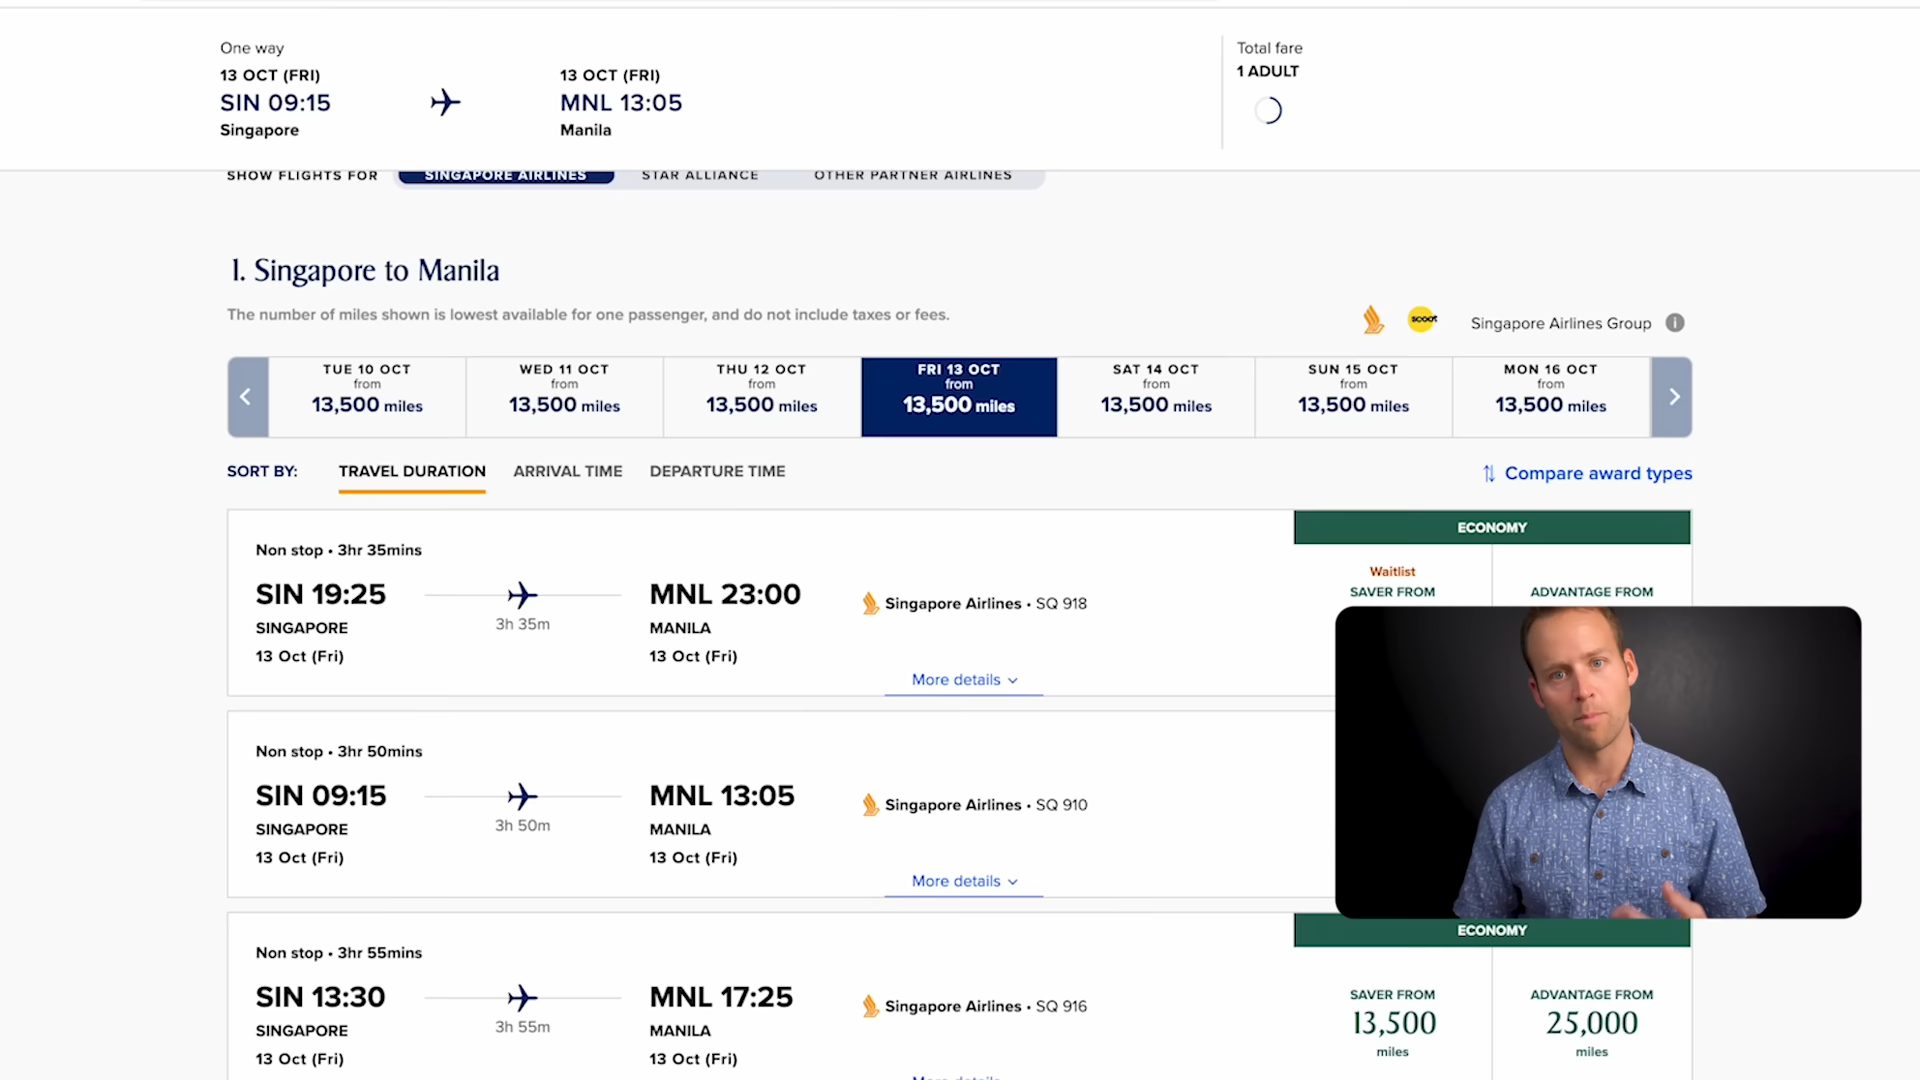 One way
13 OCT (FRI)
SIN 09:15
Singapore
13 OCT (FRI)
MNL 13:05
Manila
Total fare
1 ADULT
SHOW FLIGHTS FOR SINGAPORE AIRLINES STAR ALLIANCE OTHER PARTNER AIRLINES
1. Singapore to Manila
The number of miles shown is lowest available for one passenger, and do not include taxes or fees.
scoot
Singapore Airlines Group
TUE 10 OCT
from
13,500 miles
WED 11 OCT
from
13,500 miles
THU 12 OCT
from
13,500 miles
FRI 13 OCT
from
13,500 miles
SAT 14 OCT
from
13,500 miles
SUN 15 OCT
from
13,500 miles
MON 16 OCT
from
13,500 miles
SORT BY: TRAVEL DURATION ARRIVAL TIME DEPARTURE TIME
Compare award types
Non stop • 3hr 35mins
SIN 19:25
SINGAPORE
13 Oct (Fri)
3h 35m
MNL 23:00
MANILA
13 Oct (Fri)
Singapore Airlines • SQ 918
More details
ECONOMY
Waitlist
SAVER FROM
ADVANTAGE FROM
Non stop • 3hr 50mins
SIN 09:15
SINGAPORE
13 Oct (Fri)
3h 50m
MNL 13:05
MANILA
13 Oct (Fri)
Singapore Airlines • SQ 910
More details
Non stop • 3hr 55mins
SIN 13:30
SINGAPORE
13 Oct (Fri)
3h 55m
MNL 17:25
MANILA
13 Oct (Fri)
Singapore Airlines • SQ 916
More details
ECONOMY
SAVER FROM
13,500
miles
ADVANTAGE FROM
25,000
miles